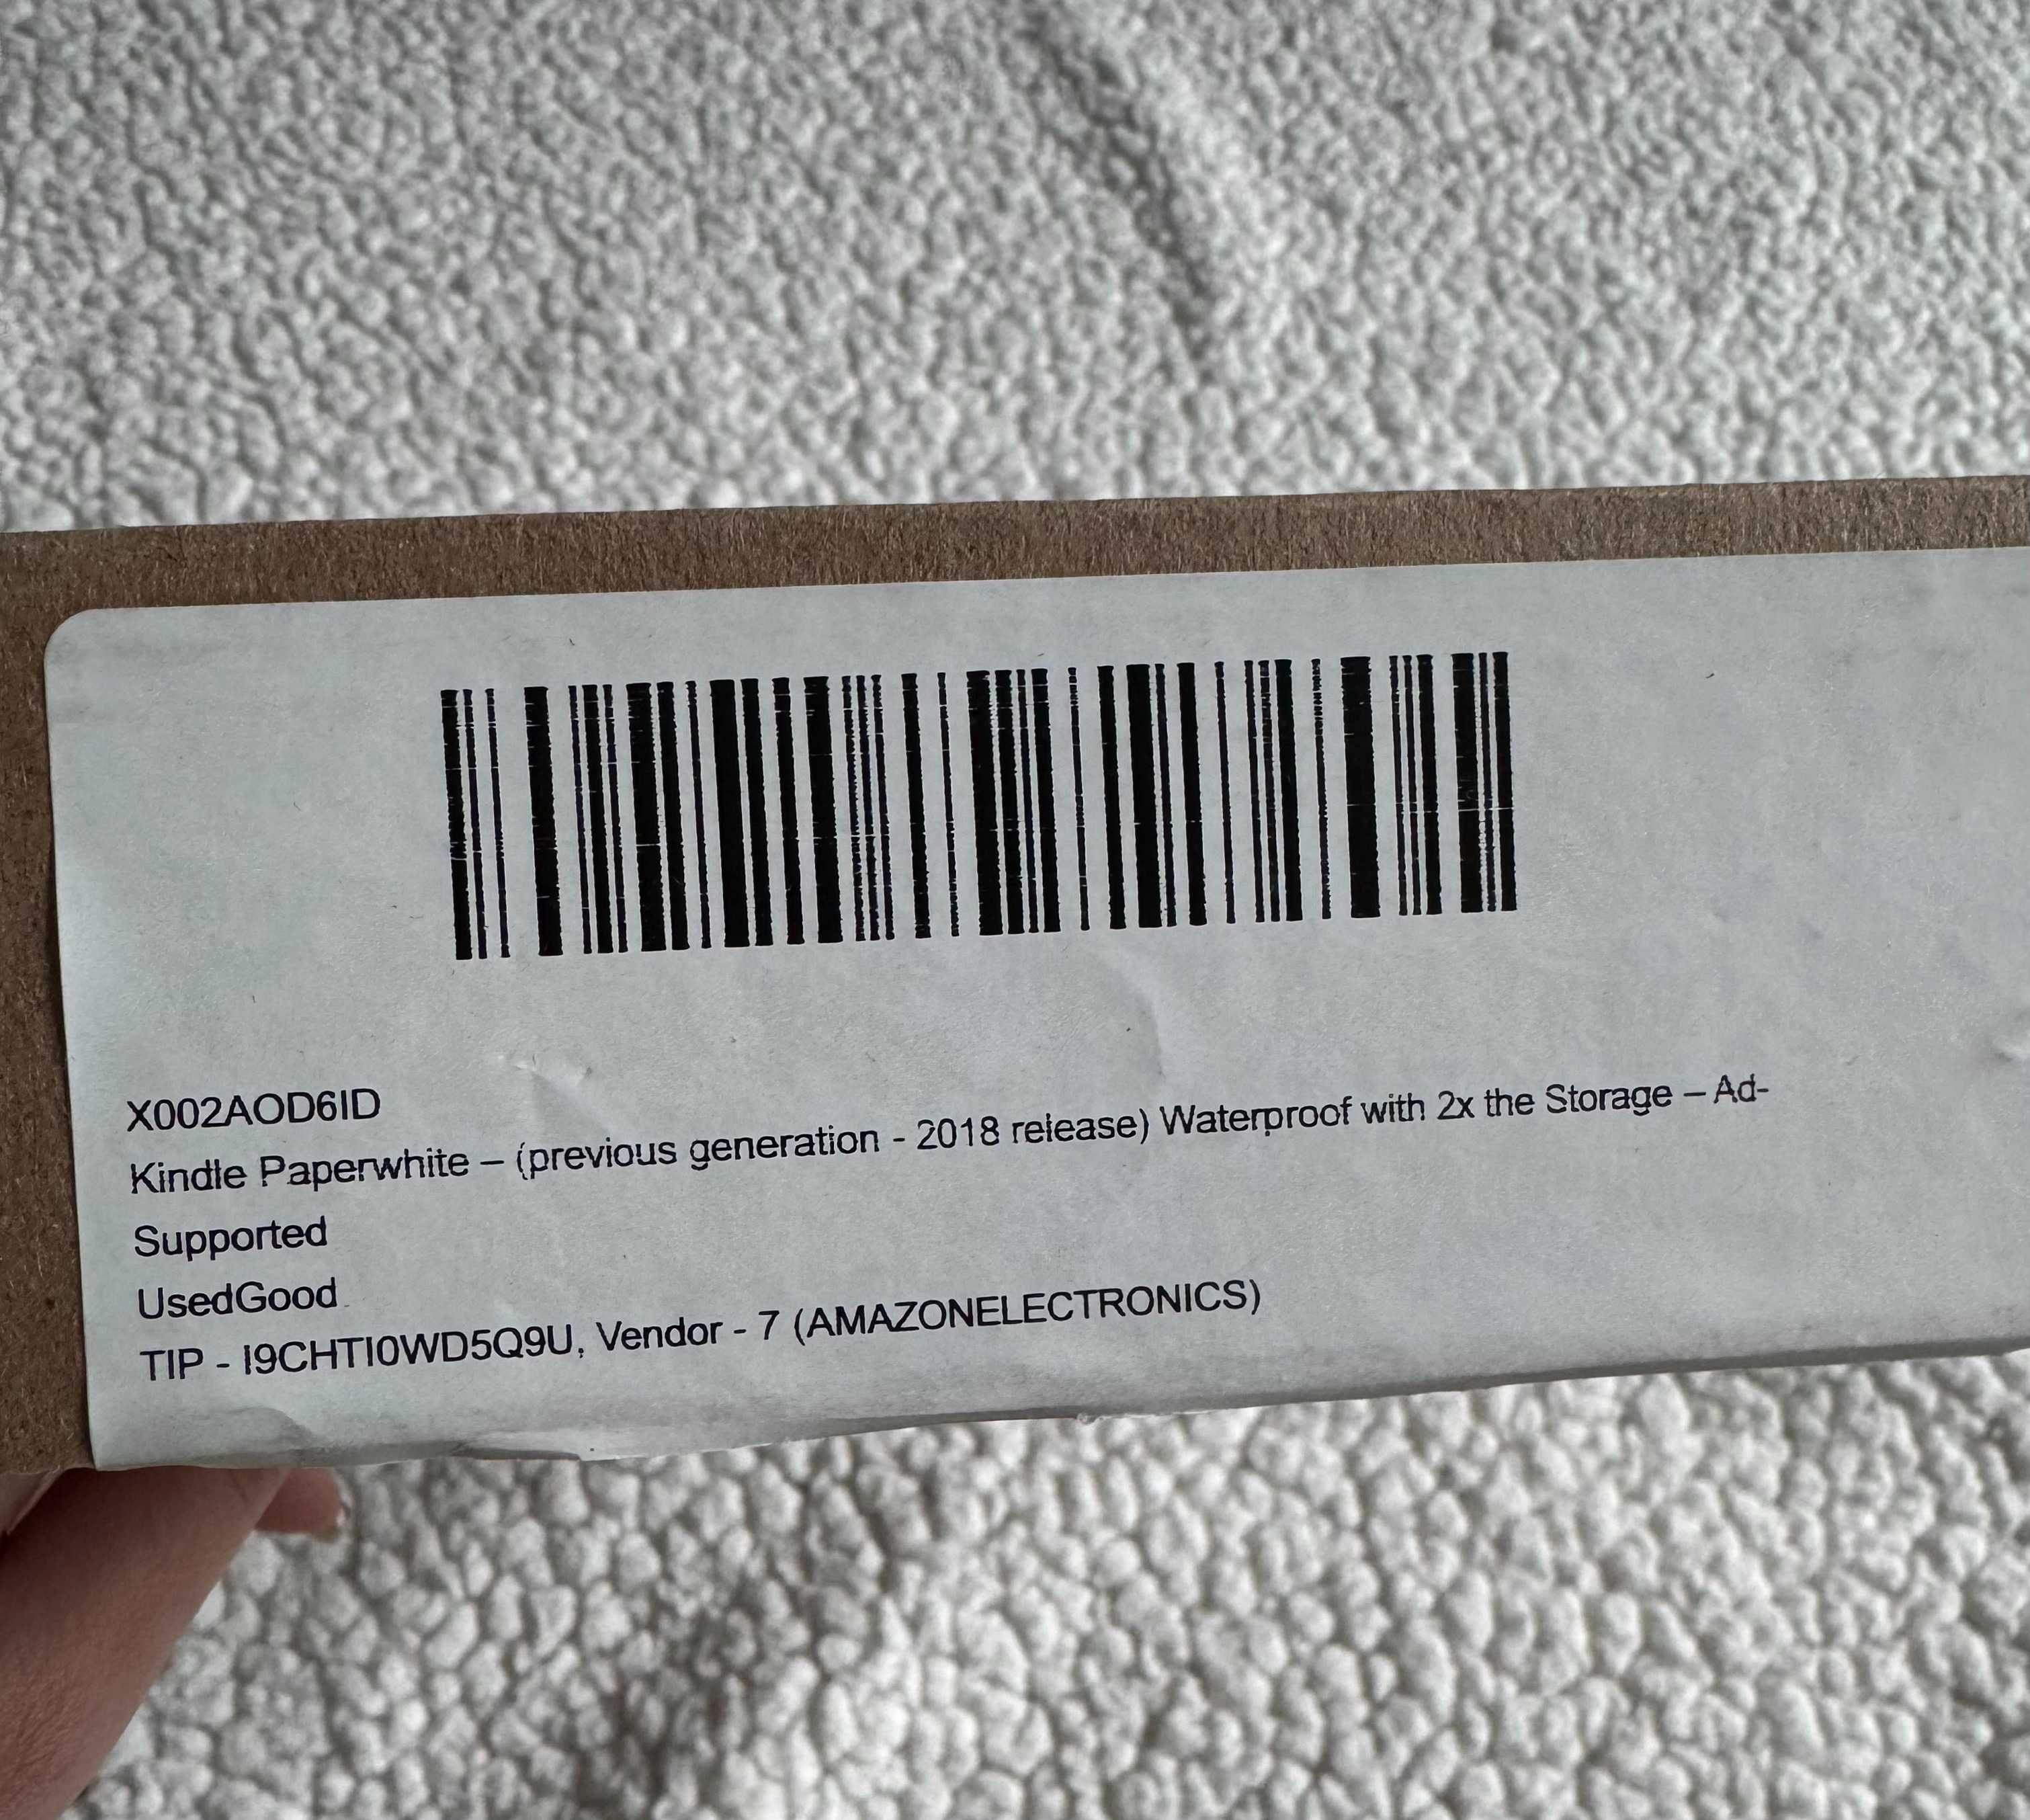 X002AOD6ID
Kindle Paperwhite – (previous generation - 2018 release) Waterproof with 2x the Storage – Ad-
Supported
UsedGood
TIP - I9CHTI0WD5Q9U, Vendor - 7 (AMAZONELECTRONICS)